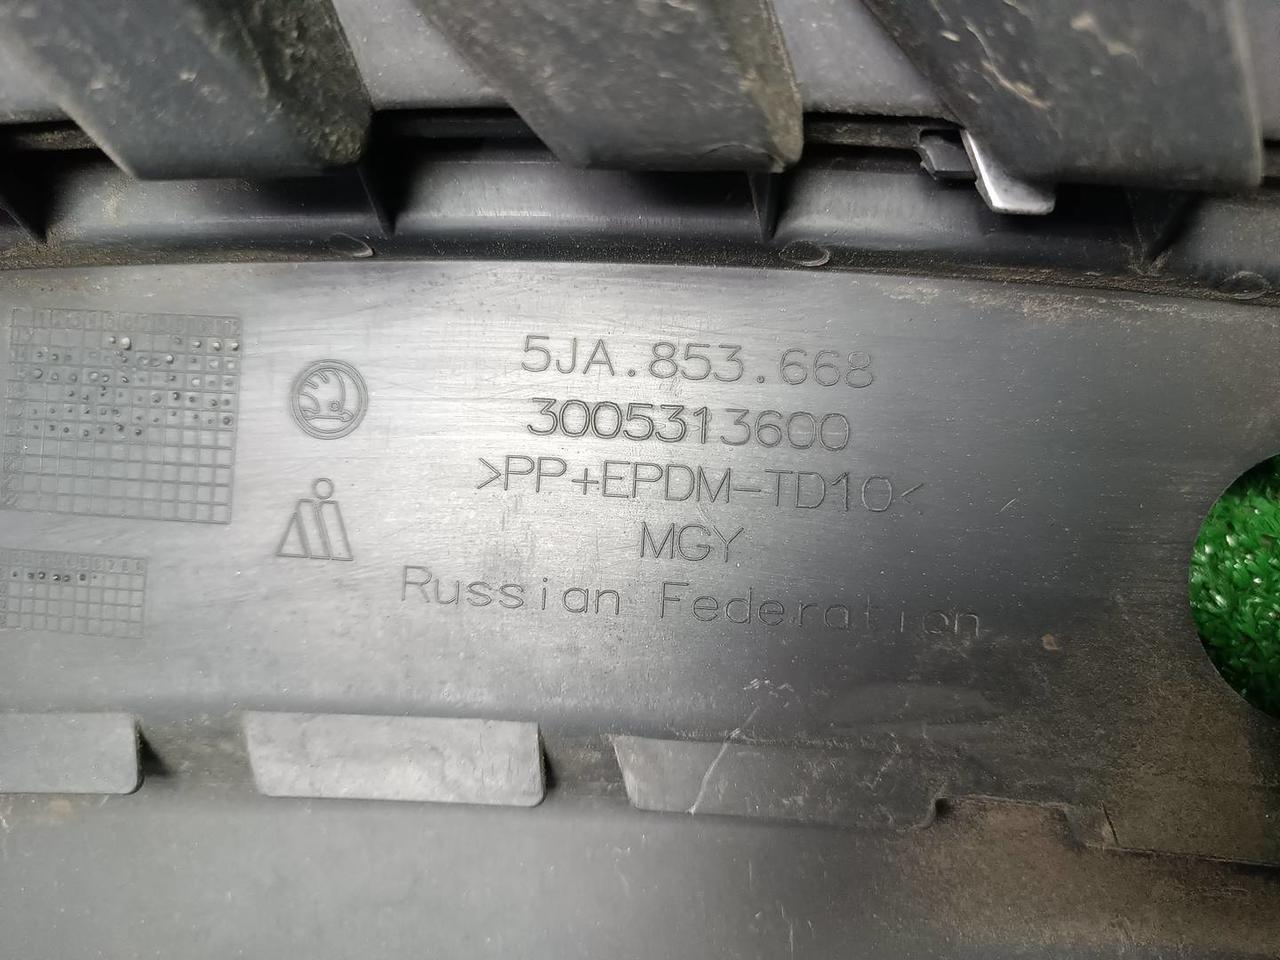 5JA.853.668
3005313600
>PP+EPDM-TD10<
MGY
Russian Federation